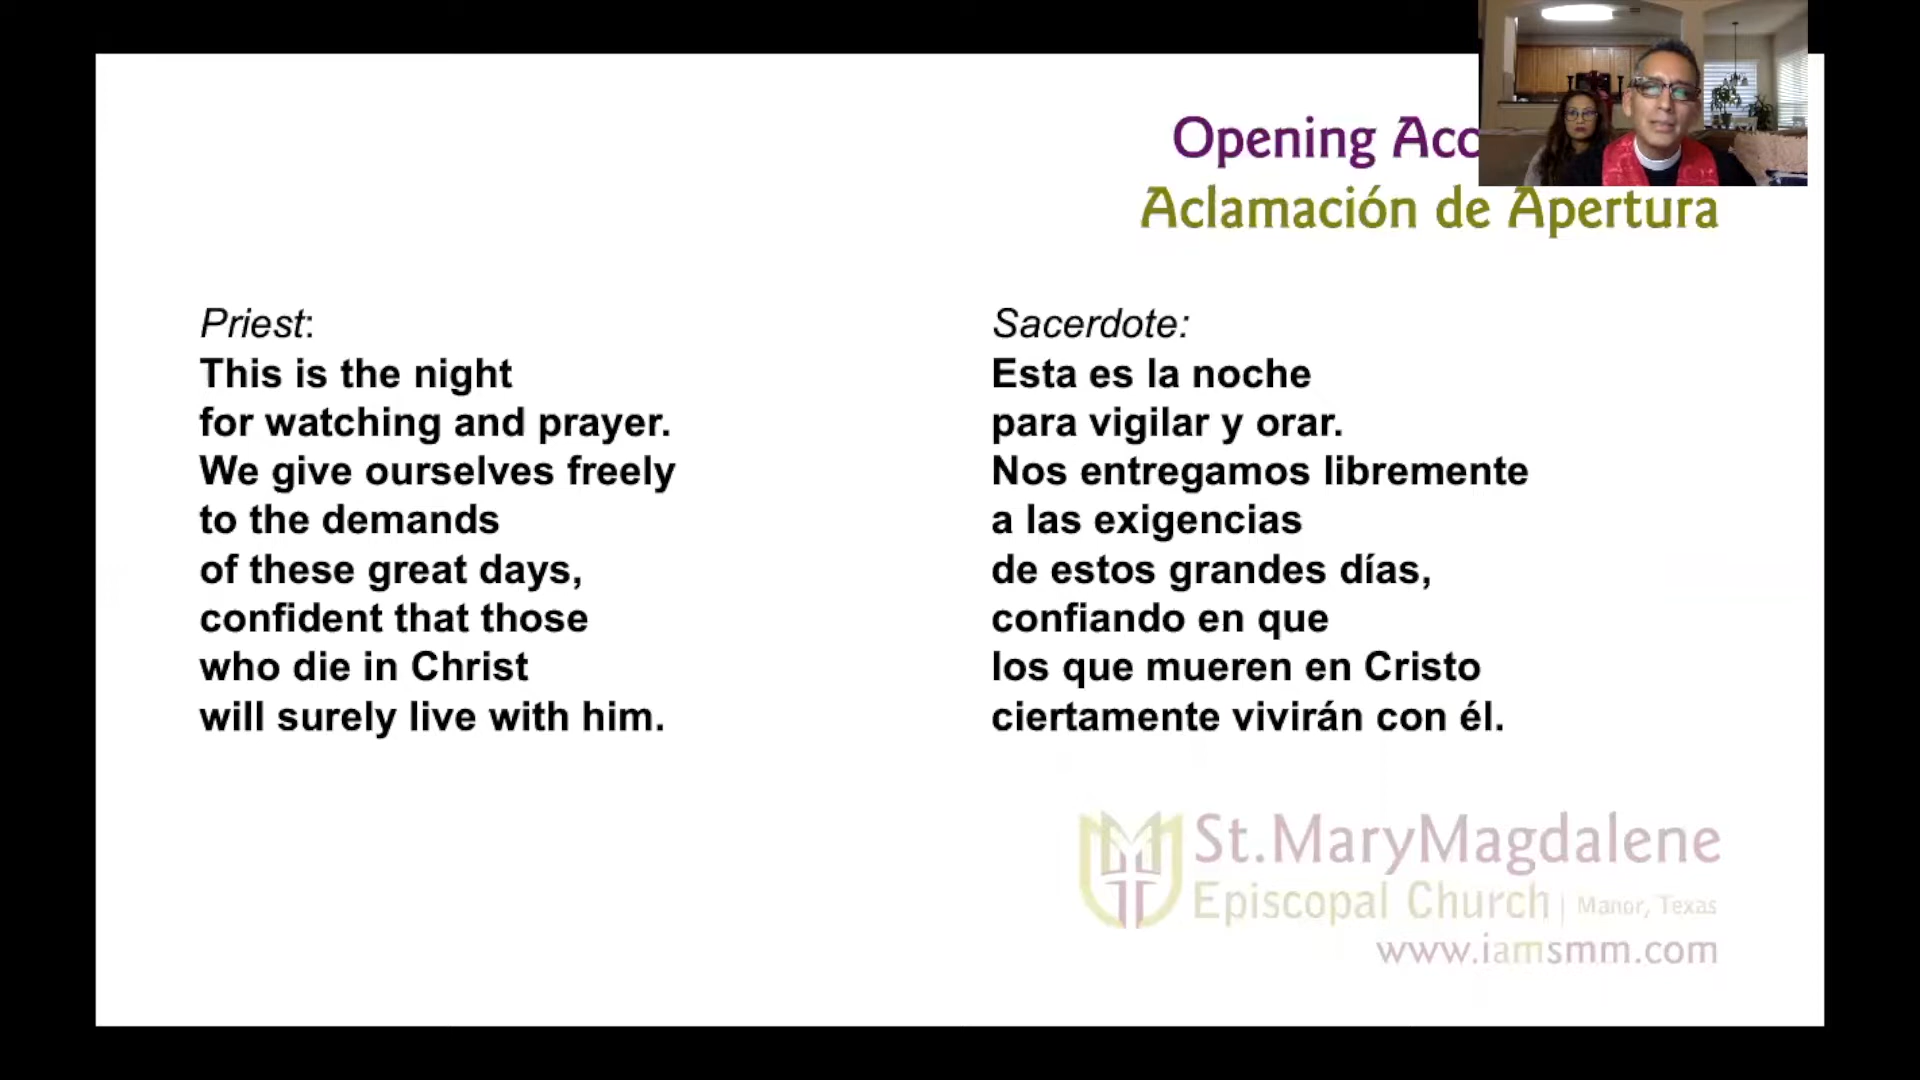 Opening Acc
Aclamación de Apertura
Priest:
This is the night
for watching and prayer.
We give ourselves freely
to the demands
of these great days,
confident that those
who die in Christ
will surely live with him.
Sacerdote:
Esta es la noche
para vigilar y orar.
Nos entregamos libremente
a las exigencias
de estos grandes días,
confiando en que
los que mueren en Cristo
ciertamente vivirán con él.
St.MaryMagdalene
Episcopal Church | Manor, Texas
www.iamsmm.com